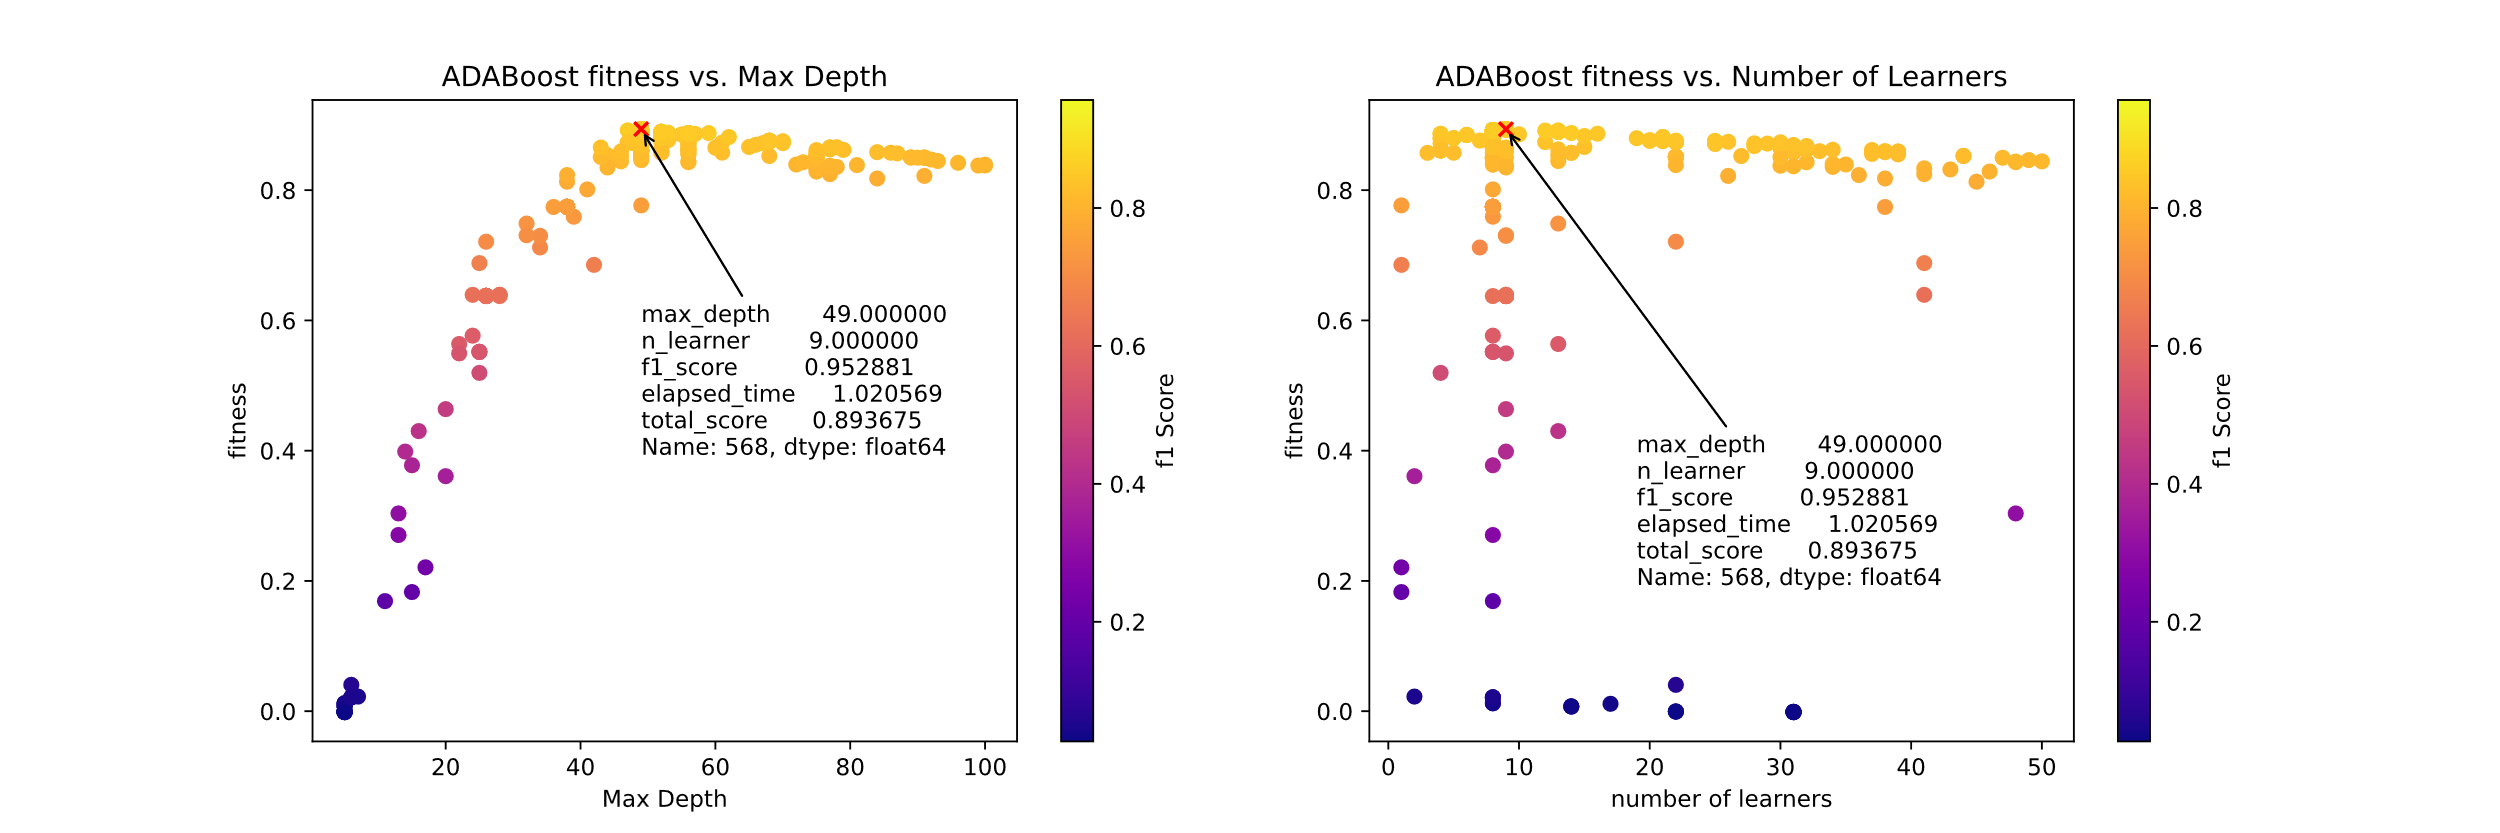 ADABoost fitness vs. Max Depth
fitness
0.8
0.6
0.4
0.2
0.0
max_depth 49.000000
n_learner 9.000000
f1_score 0.952881
elapsed_time 1.020569
total_score 0.893675
Name: 568, dtype: float64
20 40 60 80 100
Max Depth
0.8
0.6
0.4
0.2
f1 Score
ADABoost fitness vs. Number of Learners
fitness
0.8
0.6
0.4
0.2
0.0
max_depth 49.000000
n_learner 9.000000
f1_score 0.952881
elapsed_time 1.020569
total_score 0.893675
Name: 568, dtype: float64
0 10 20 30 40 50
number of learners
0.8
0.6
0.4
0.2
f1 Score